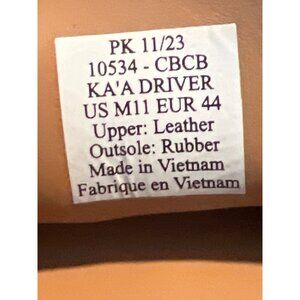 PK 11/23
10534 - CBCB
KA'A DRIVER
US M11 EUR 44
Upper: Leather
Outsole: Rubber
Made in Vietnam
Fabrique en Vietnam